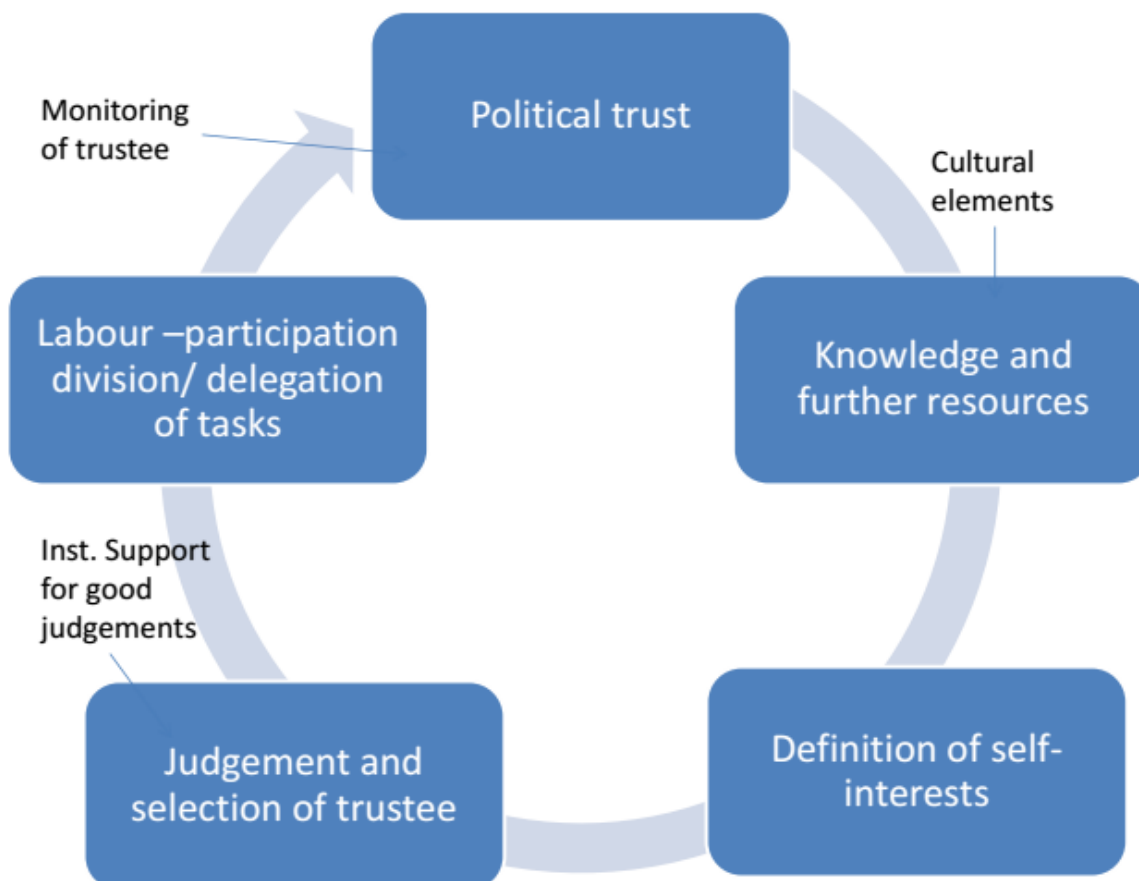 Political trust
Monitoring
of trustee
Cultural
elements
Knowledge and
further resources
Definition of self-
interests
Judgement and
selection of trustee
Inst. Support
for good
judgements
Labour –participation
division/ delegation
of tasks